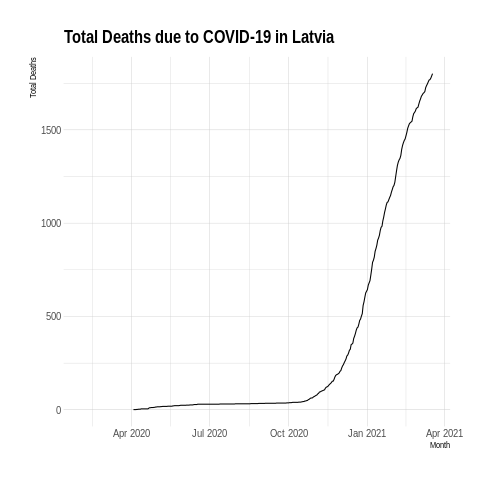 Total Deaths due to COVID-19 in Latvia
Total Deaths
1500
1000
500
0
Apr 2020 Jul 2020 Oct 2020 Jan 2021 Apr 2021
Month